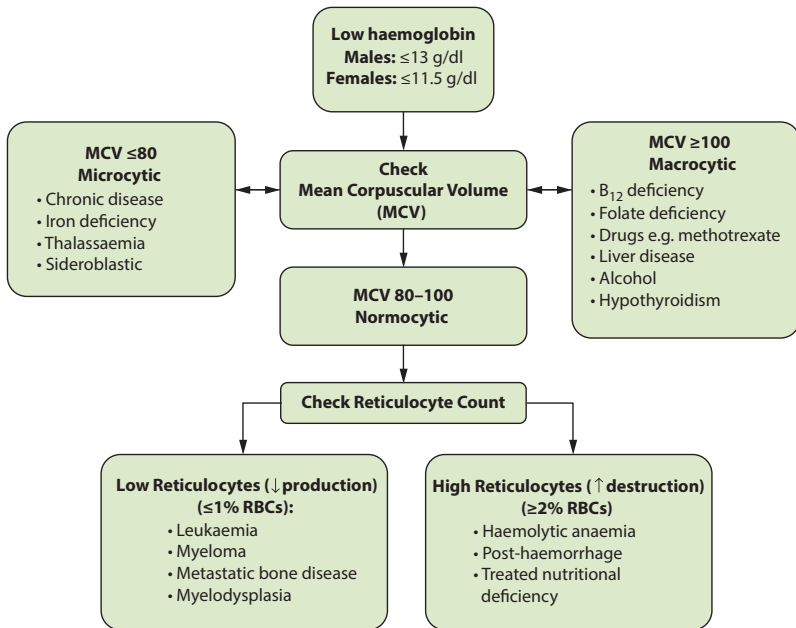 Low haemoglobin
Males: ≤13 g/dl
Females: ≤11.5 g/dl
MCV ≤80
Microcytic
• Chronic disease
• Iron deficiency
• Thalassaemia
• Sideroblastic
Check
Mean Corpuscular Volume
(MCV)
MCV ≥100
Macrocytic
• B12 deficiency
• Folate deficiency
• Drugs e.g. methotrexate
• Liver disease
• Alcohol
• Hypothyroidism
MCV 80–100
Normocytic
Check Reticulocyte Count
Low Reticulocytes (↓production)
(≤1% RBCs):
• Leukaemia
• Myeloma
• Metastatic bone disease
• Myelodysplasia
High Reticulocytes (↑destruction)
(≥2% RBCs)
• Haemolytic anaemia
• Post-haemorrhage
• Treated nutritional
deficiency